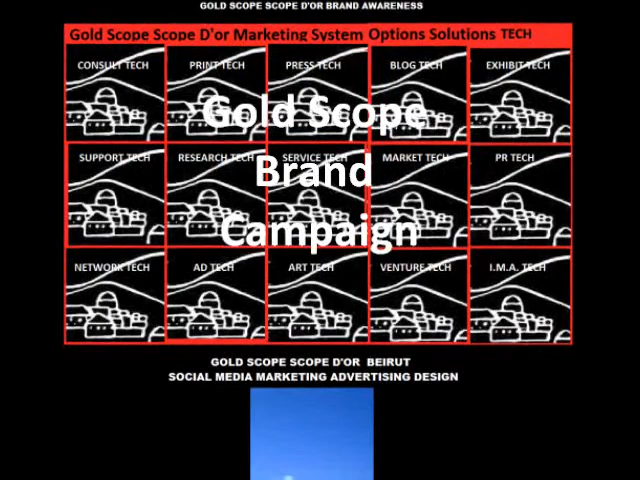 GOLD SCOPE SCOPE D'OR BRAND AWARENESS
Gold Scope Scope D'or Marketing System Options Solutions TECH
CONSULT TECH PRINT TECH PRESS TECH BLOG TECH EXHIBIT TECH
Gold Scope
SUPPORT TECH RESEARCH TECH SERVICE TECH MARKET TECH PR TECH
Brand
Campaign
NETWORK TECH AD TECH ART TECH VENTURE TECH I.M.A. TECH
GOLD SCOPE SCOPE D'OR BEIRUT
SOCIAL MEDIA MARKETING ADVERTISING DESIGN